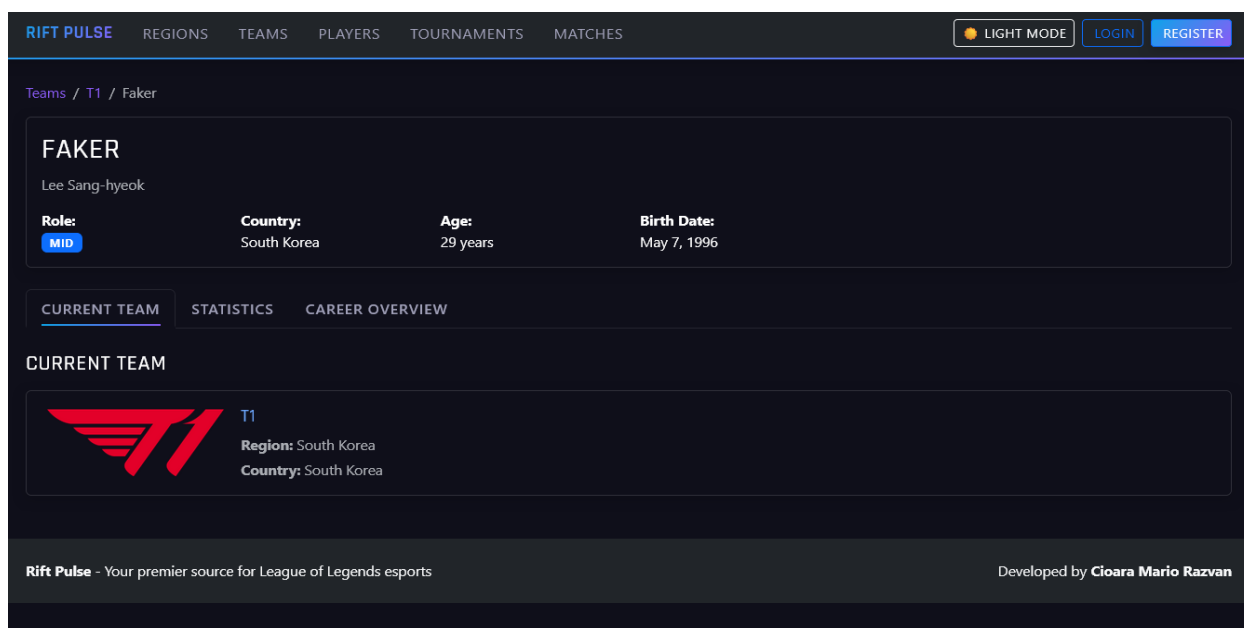 RIFT PULSE REGIONS TEAMS PLAYERS TOURNAMENTS MATCHES LIGHT MODE LOGIN REGISTER
Teams / T1 / Faker
FAKER
Lee Sang-hyeok
Role: Country: Age: Birth Date:
MID South Korea 29 years May 7, 1996
CURRENT TEAM STATISTICS CAREER OVERVIEW
CURRENT TEAM
T1
T1
Region: South Korea
Country: South Korea
Rift Pulse - Your premier source for League of Legends esports Developed by Cioara Mario Razvan